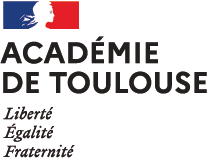 ACADÉMIE
DE TOULOUSE
Liberté
Égalité
Fraternité